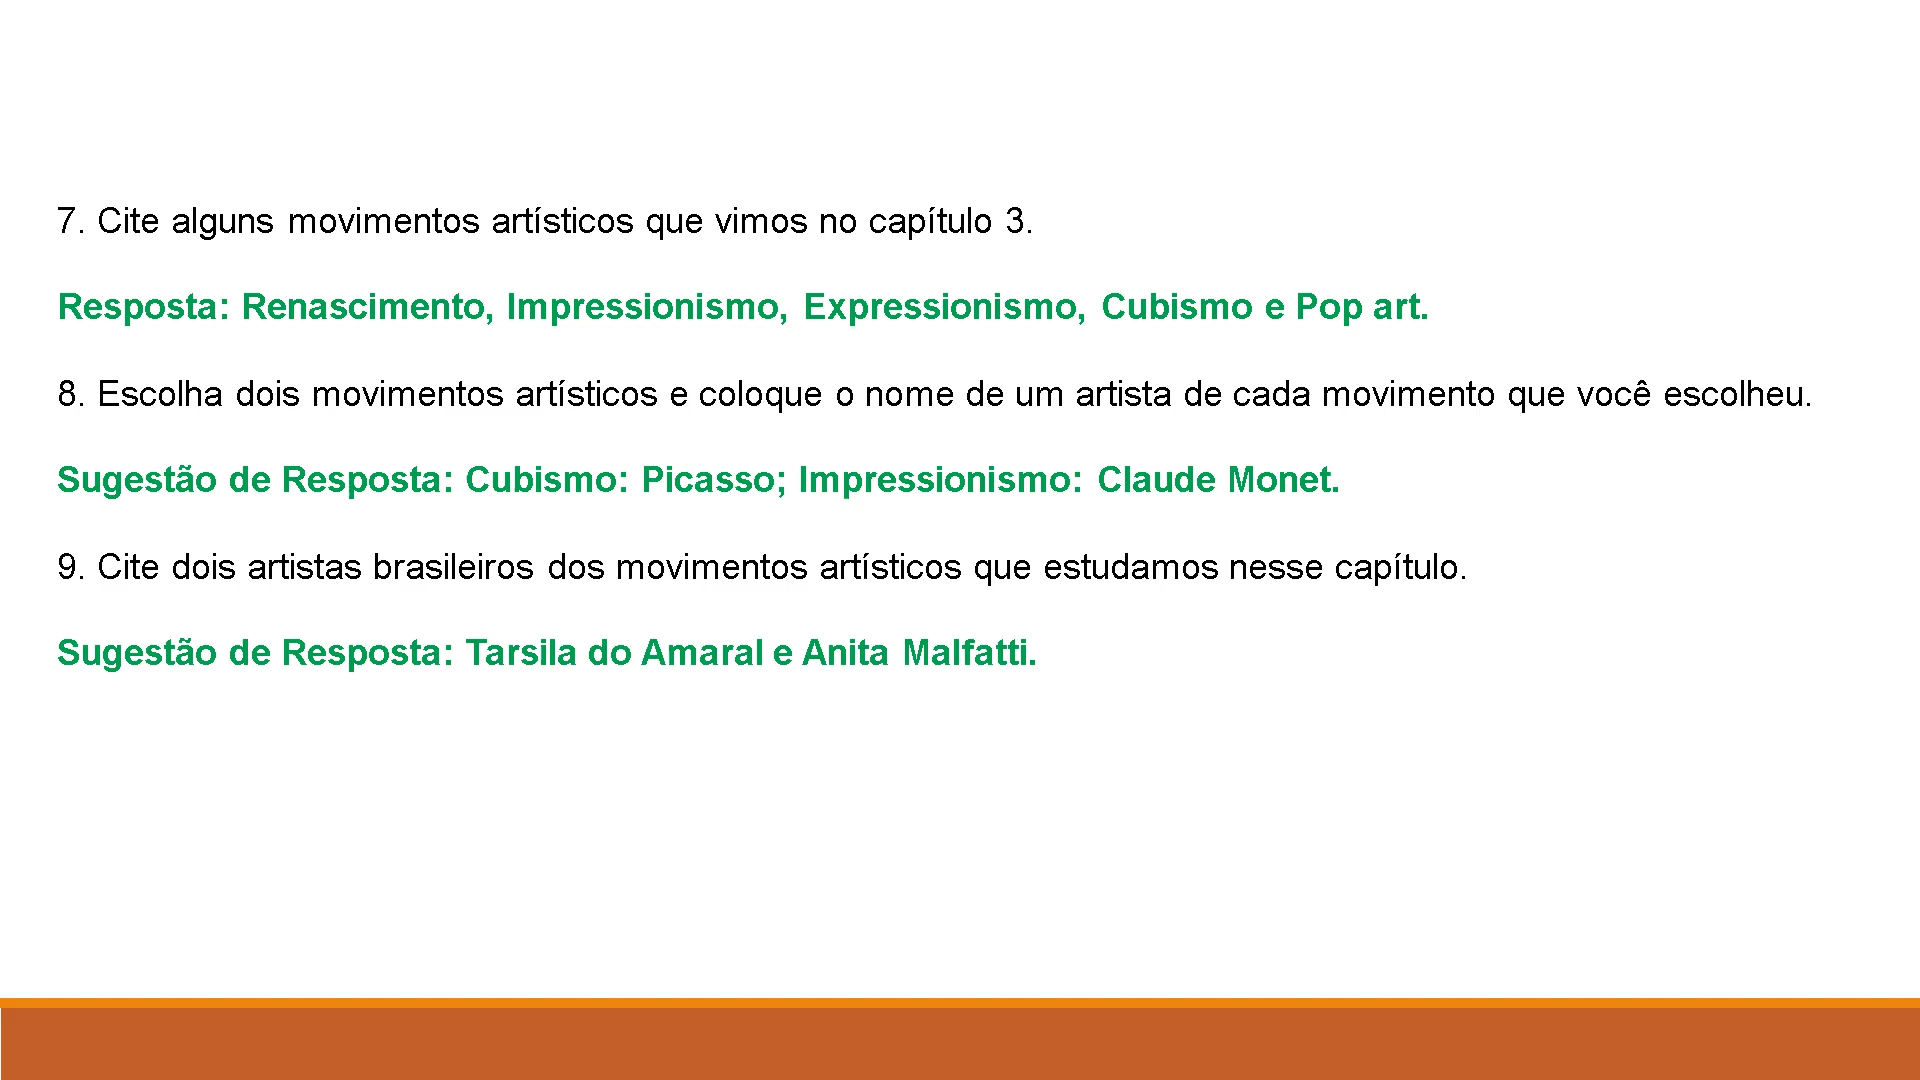 7. Cite alguns movimentos artísticos que vimos no capítulo 3.
Resposta: Renascimento, Impressionismo, Expressionismo, Cubismo e Pop art.
8. Escolha dois movimentos artísticos e coloque o nome de um artista de cada movimento que você escolheu.
Sugestão de Resposta: Cubismo: Picasso; Impressionismo: Claude Monet.
9. Cite dois artistas brasileiros dos movimentos artísticos que estudamos nesse capítulo.
Sugestão de Resposta: Tarsila do Amaral e Anita Malfatti.